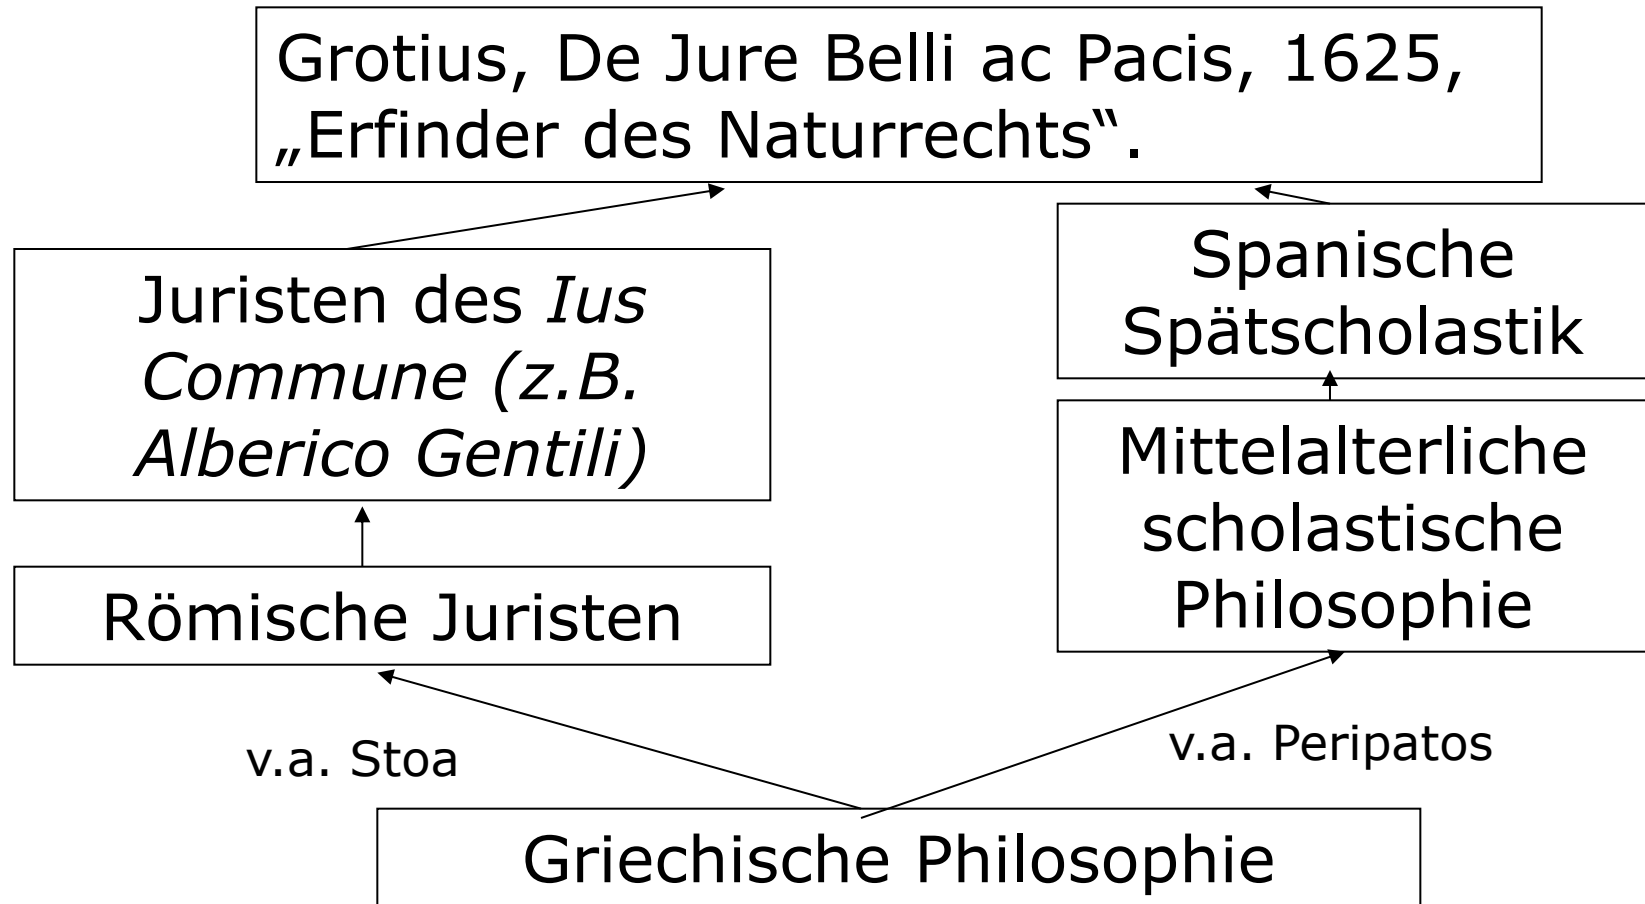 Grotius, De Jure Belli ac Pacis, 1625,
„Erfinder des Naturrechts“.
Juristen des Ius
Commune (z.B.
Alberico Gentili)
Spanische
Spätscholastik
Mittelalterliche
scholastische
Philosophie
Römische Juristen
v.a. Stoa
v.a. Peripatos
Griechische Philosophie